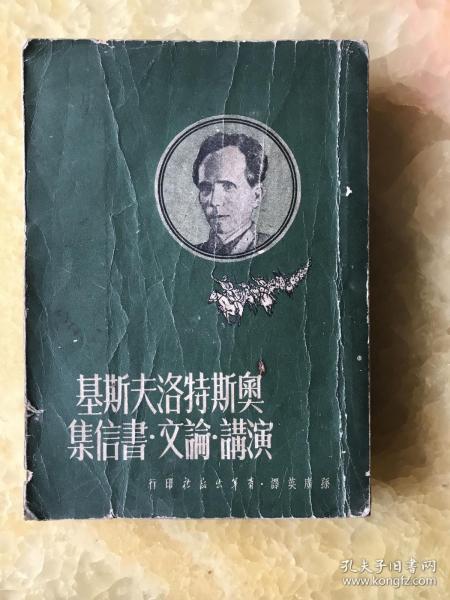 奧斯特洛夫斯基
演講·論文·書信集
孫廣英譯·青年出版社印行
孔夫子旧书网
www.kongfz.com